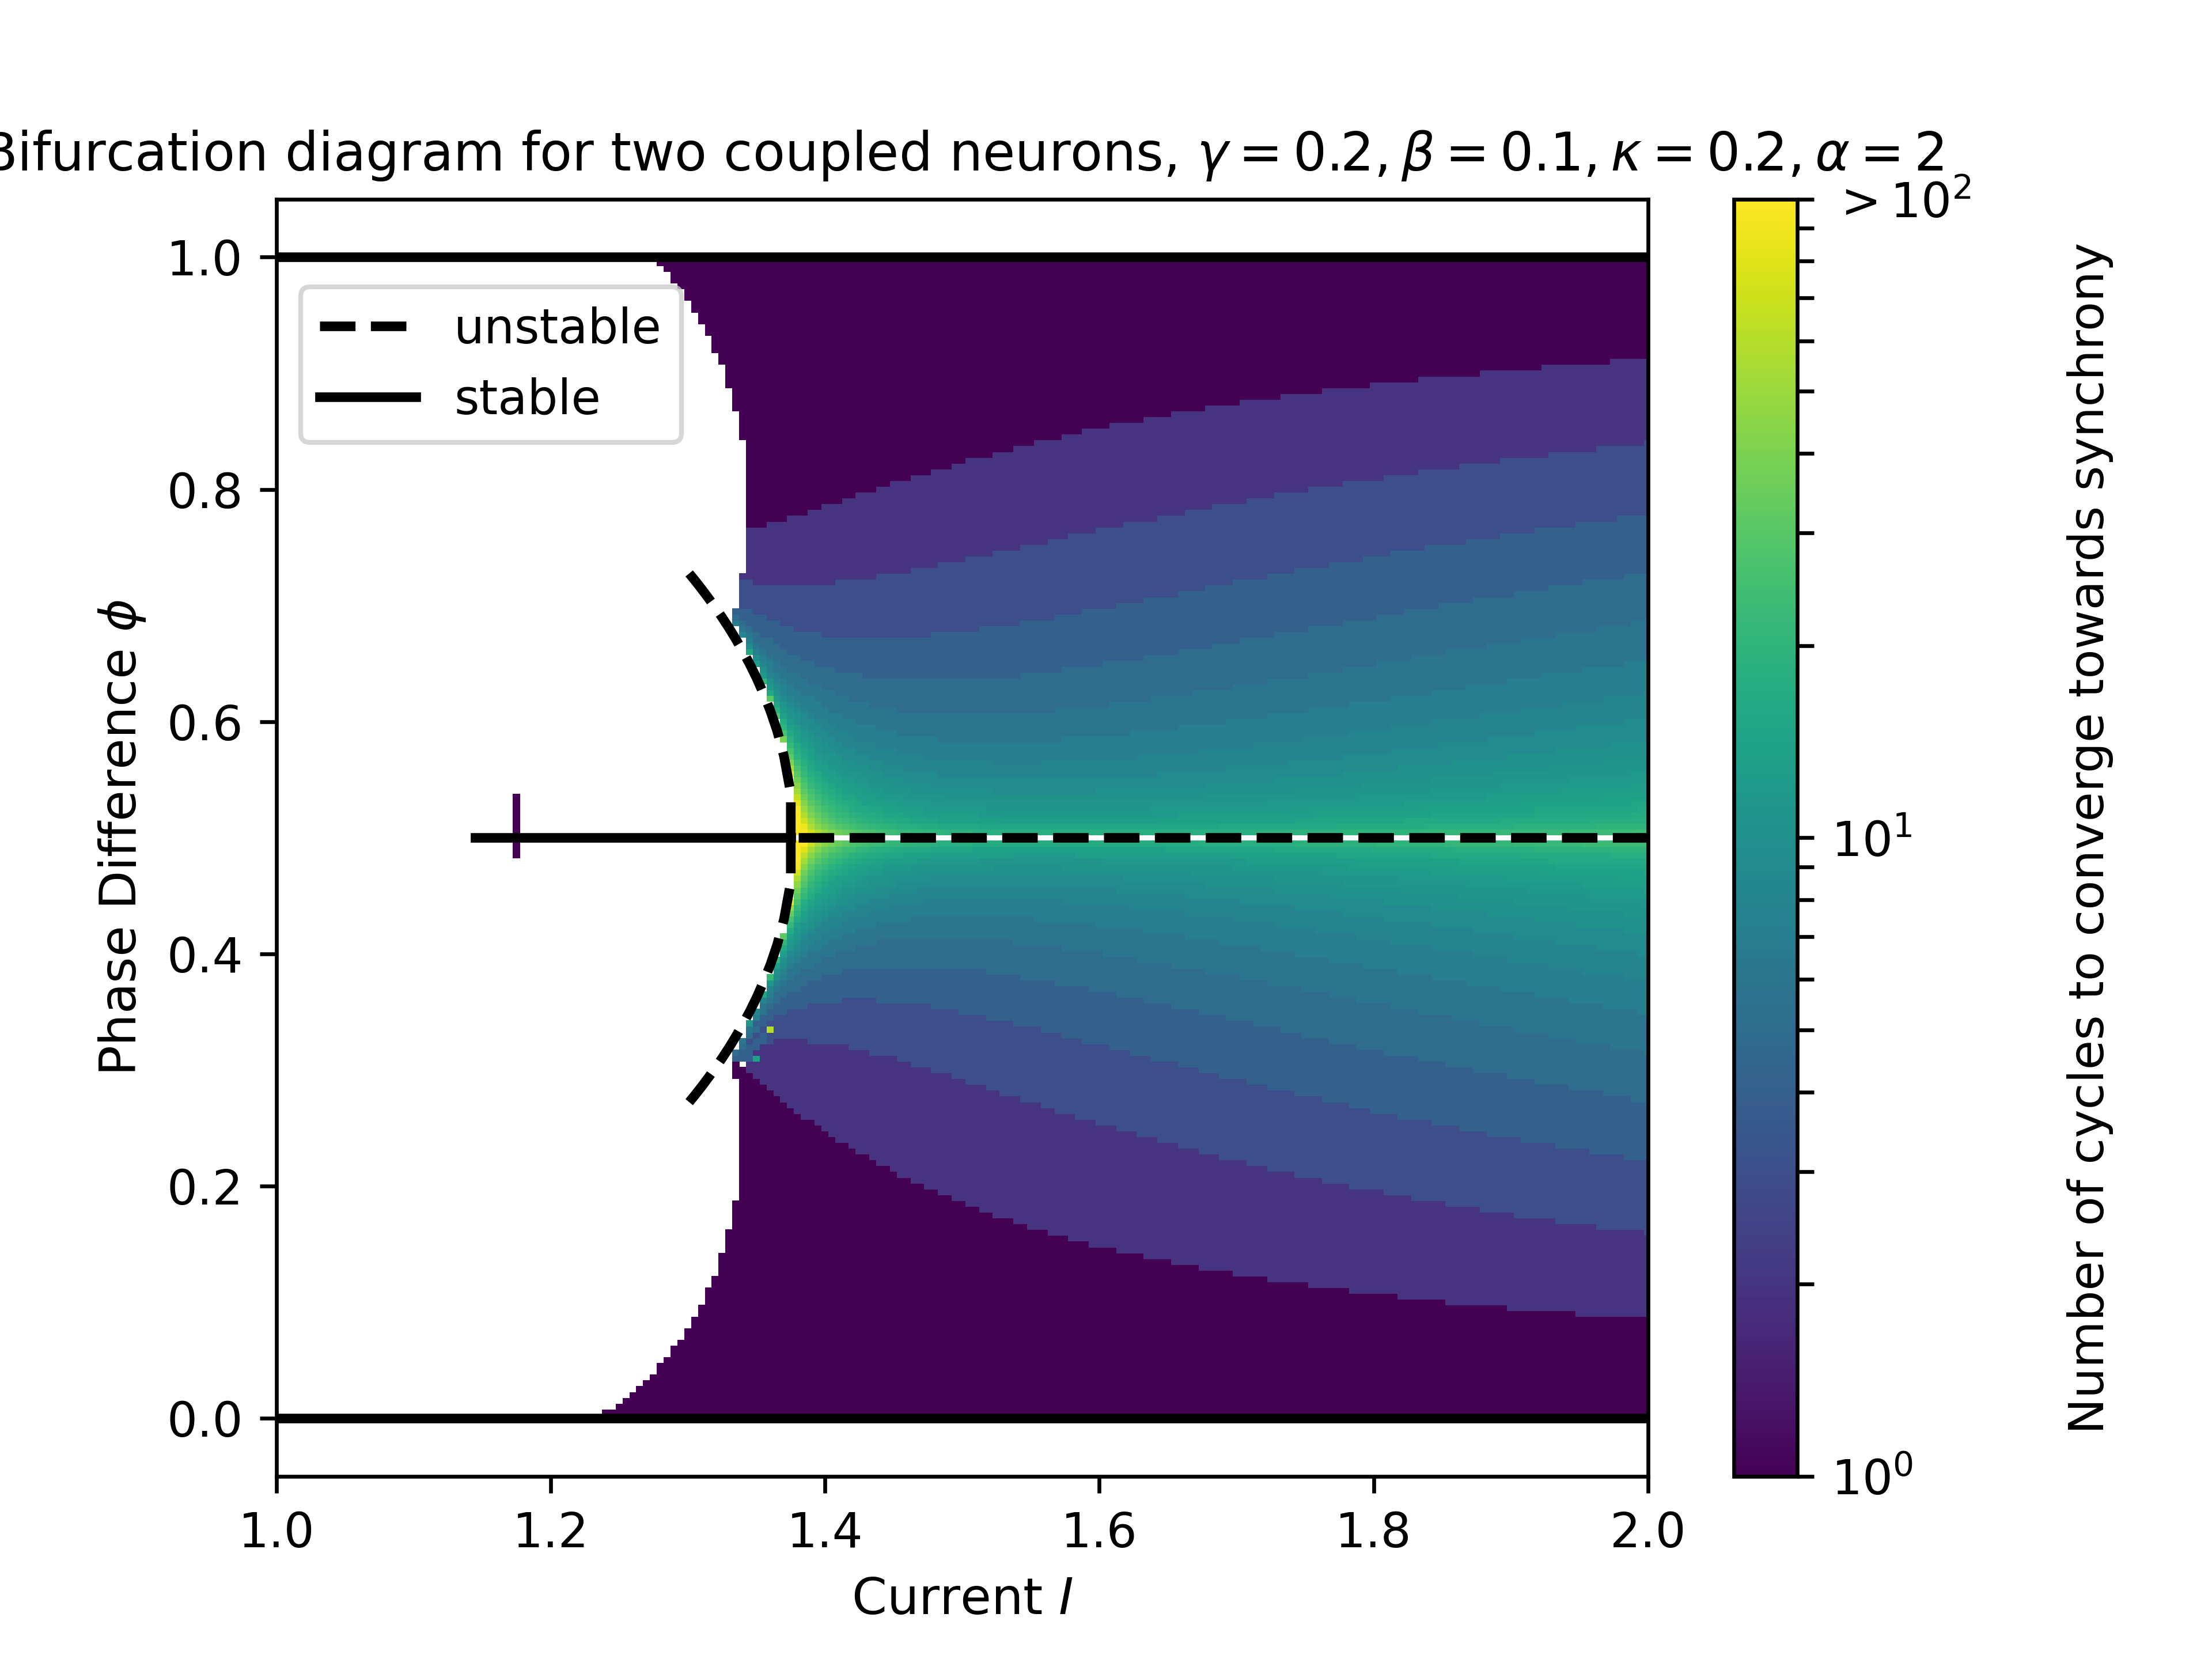 Bifurcation diagram for two coupled neurons, γ = 0.2, β = 0.1, κ = 0.2, α = 2
> 10²
1.0
unstable
stable
0.8
0.6
Phase Difference ϕ
0.4
0.2
0.0
1.0 1.2 1.4 1.6 1.8 2.0
Current I
10¹
10⁰
Number of cycles to converge towards synchrony